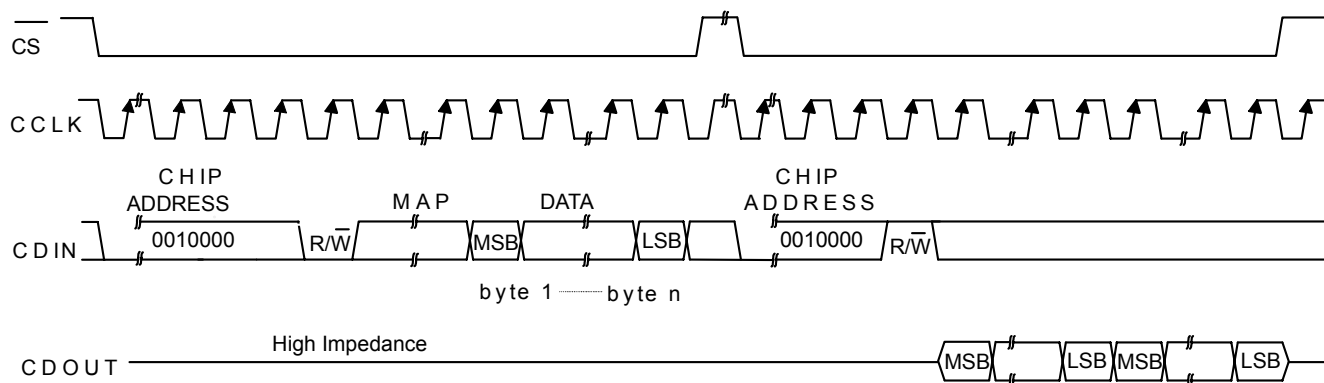 C̅S̅
CCLK
CHIP
ADDRESS
MAP
DATA
CHIP
ADDRESS
CDIN
0010000
R/W̅
MSB
LSB
0010000
R/W̅
byte 1 ........... byte n
High Impedance
CDOUT
MSB
LSB
MSB
LSB